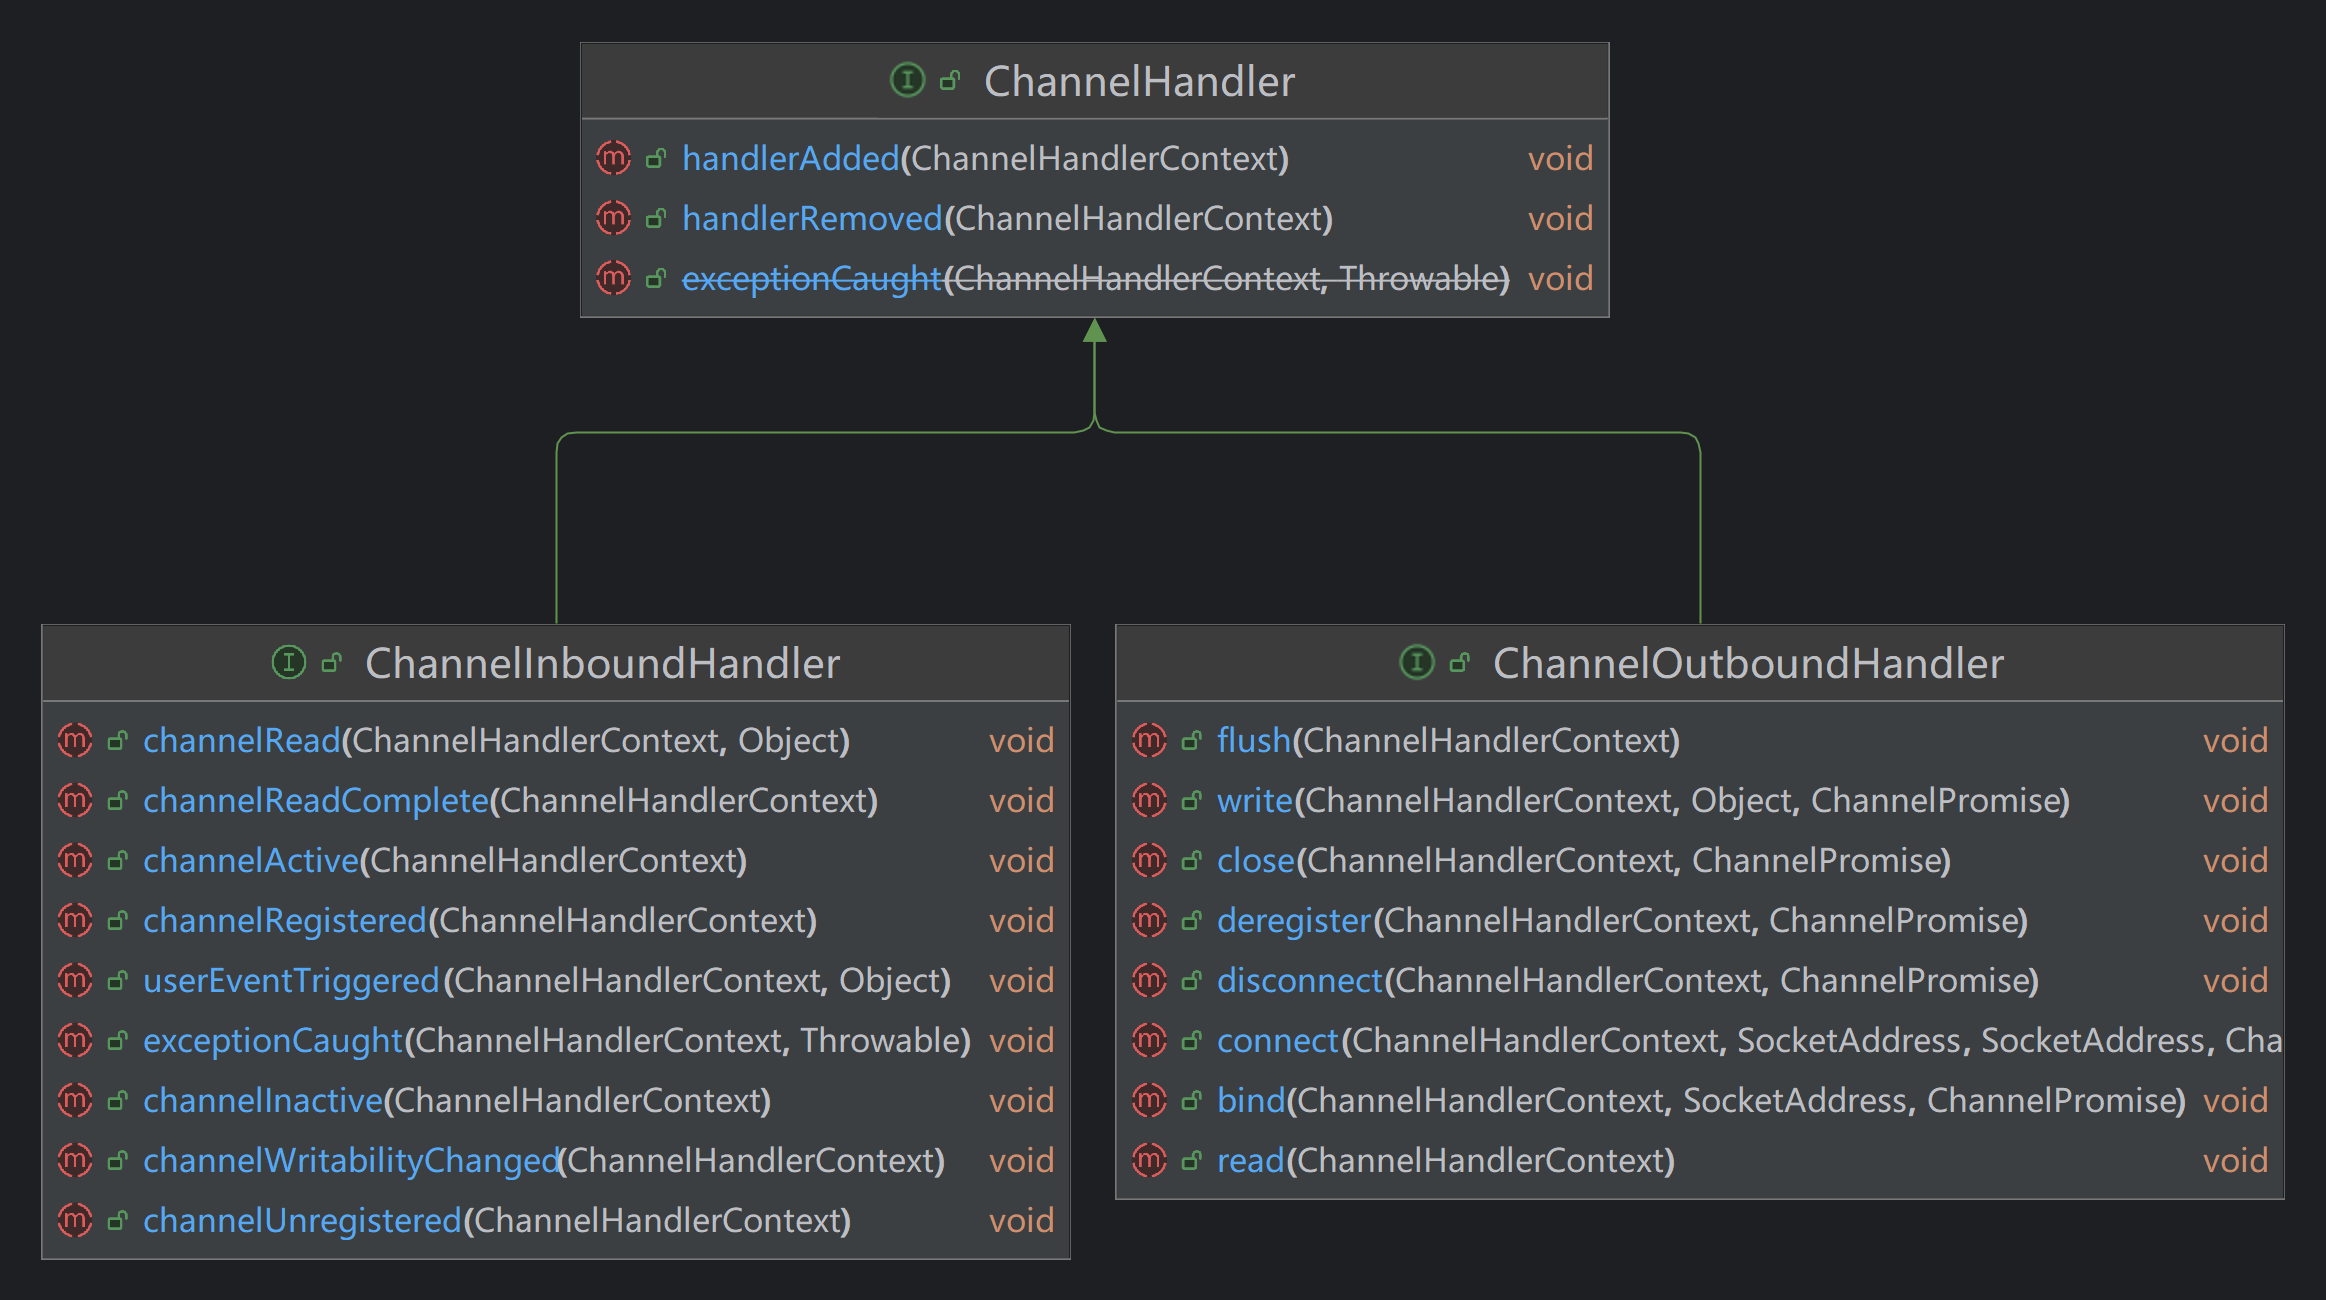 ChannelHandler
handlerAdded(ChannelHandlerContext) void
handlerRemoved(ChannelHandlerContext) void
exceptionCaught(ChannelHandlerContext, Throwable) void
ChannelInboundHandler
channelRead(ChannelHandlerContext, Object) void
channelReadComplete(ChannelHandlerContext) void
channelActive(ChannelHandlerContext) void
channelRegistered(ChannelHandlerContext) void
userEventTriggered(ChannelHandlerContext, Object) void
exceptionCaught(ChannelHandlerContext, Throwable) void
channelInactive(ChannelHandlerContext) void
channelWritabilityChanged(ChannelHandlerContext) void
channelUnregistered(ChannelHandlerContext) void
ChannelOutboundHandler
flush(ChannelHandlerContext) void
write(ChannelHandlerContext, Object, ChannelPromise) void
close(ChannelHandlerContext, ChannelPromise) void
deregister(ChannelHandlerContext, ChannelPromise) void
disconnect(ChannelHandlerContext, ChannelPromise) void
connect(ChannelHandlerContext, SocketAddress, SocketAddress, Cha
bind(ChannelHandlerContext, SocketAddress, ChannelPromise) void
read(ChannelHandlerContext) void